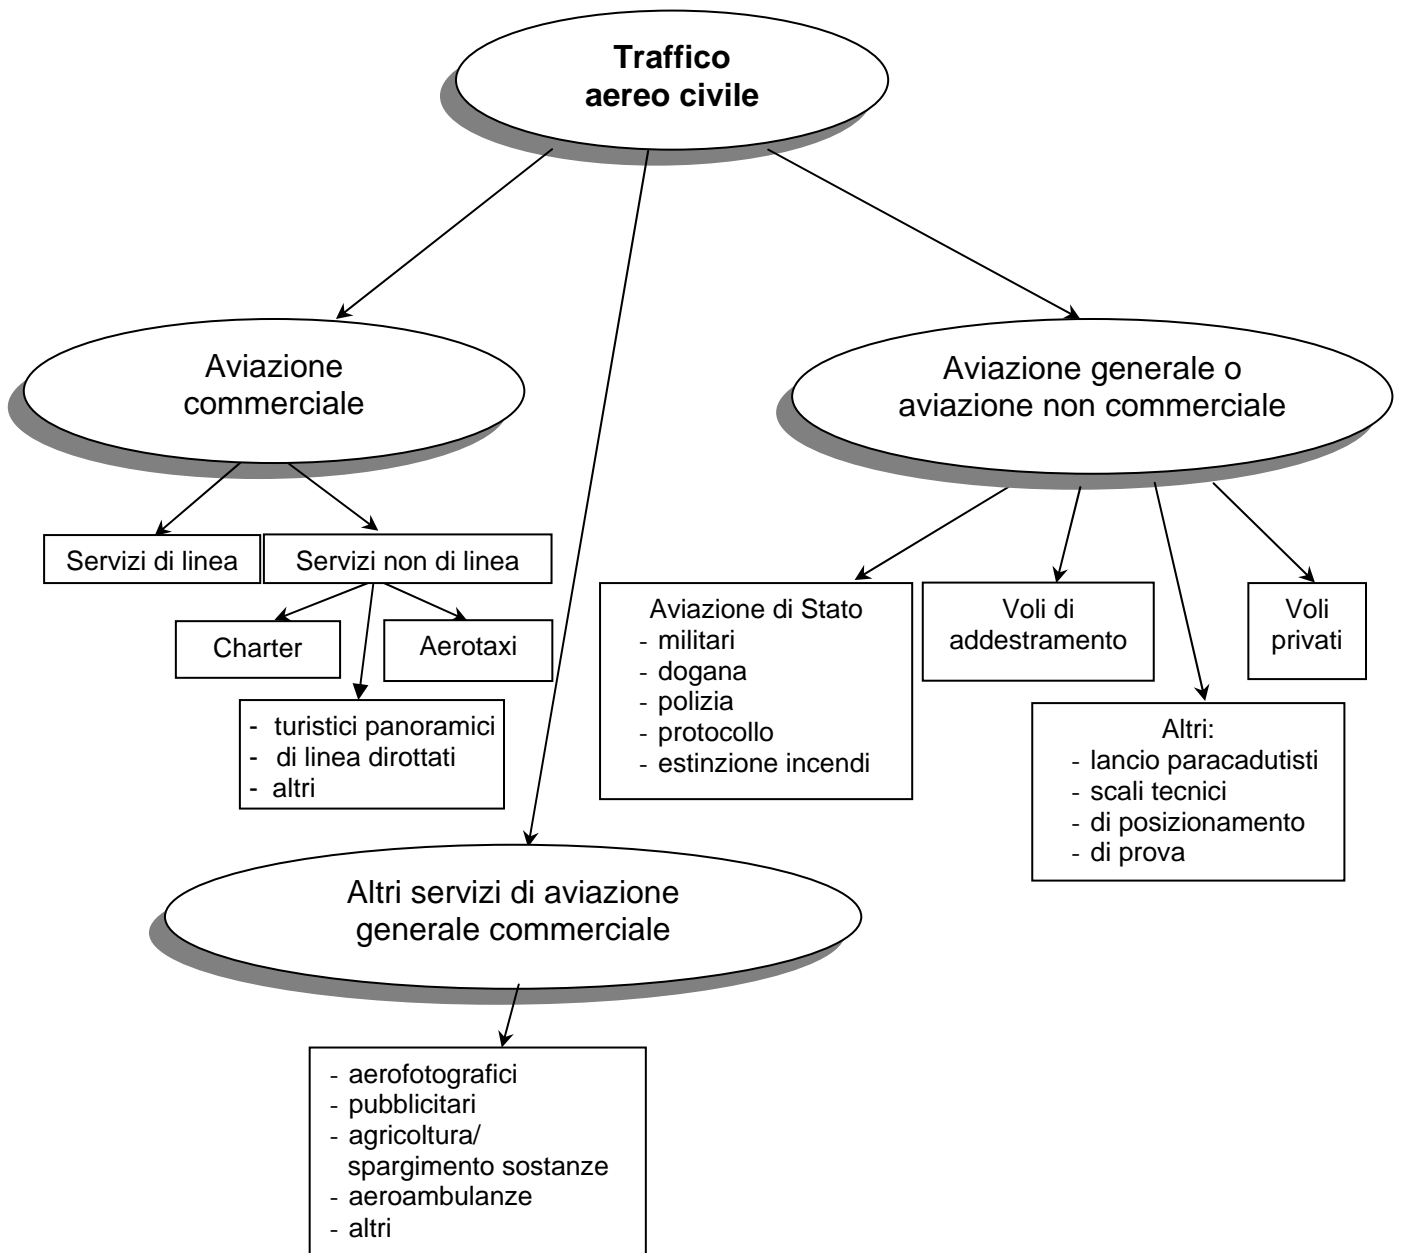 Traffico
aereo civile
Aviazione
commerciale
Aviazione generale o
aviazione non commerciale
Servizi di linea
Servizi non di linea
Charter
Aerotaxi
- turistici panoramici
- di linea dirottati
- altri
Aviazione di Stato
- militari
- dogana
- polizia
- protocollo
- estinzione incendi
Voli di
addestramento
Voli
privati
Altri:
- lancio paracadutisti
- scali tecnici
- di posizionamento
- di prova
Altri servizi di aviazione
generale commerciale
- aerofotografici
- pubblicitari
- agricoltura/
spargimento sostanze
- aeroambulanze
- altri